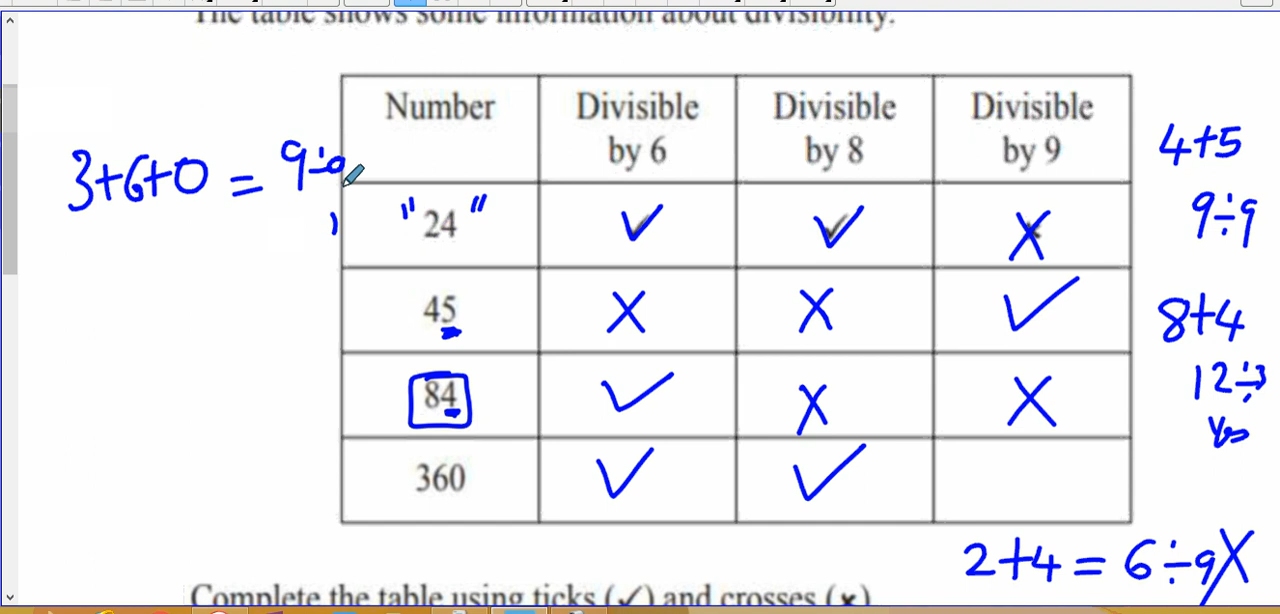 The table shows some information about divisibility.
Number Divisible by 6 Divisible by 8 Divisible by 9
"24" ✓ ✓ X
45 X X ✓
84 ✓ X X
360 ✓ ✓
3+6+0 = 9÷
4+5
9÷9
8+4
12÷3
Yes
2+4 = 6÷9X
Complete the table using ticks (✓) and crosses (×)